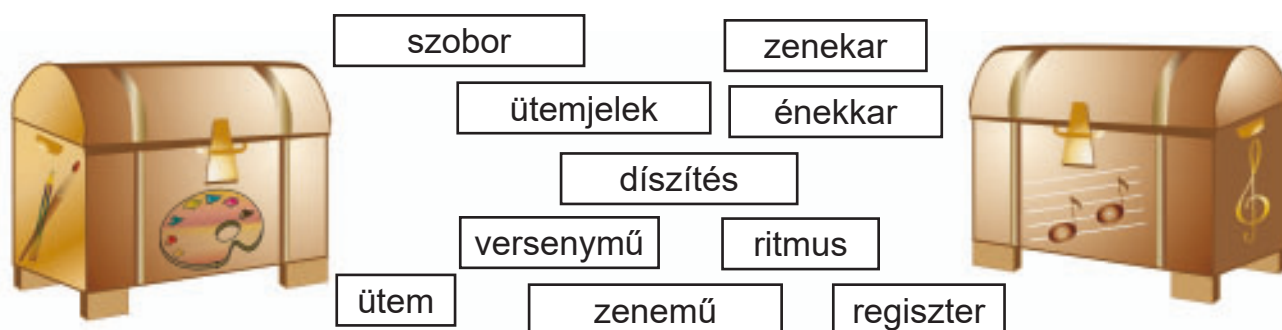 szobor
zenekar
ütemjelek
énekkar
díszítés
versenymű
ritmus
ütem
zenemű
regiszter